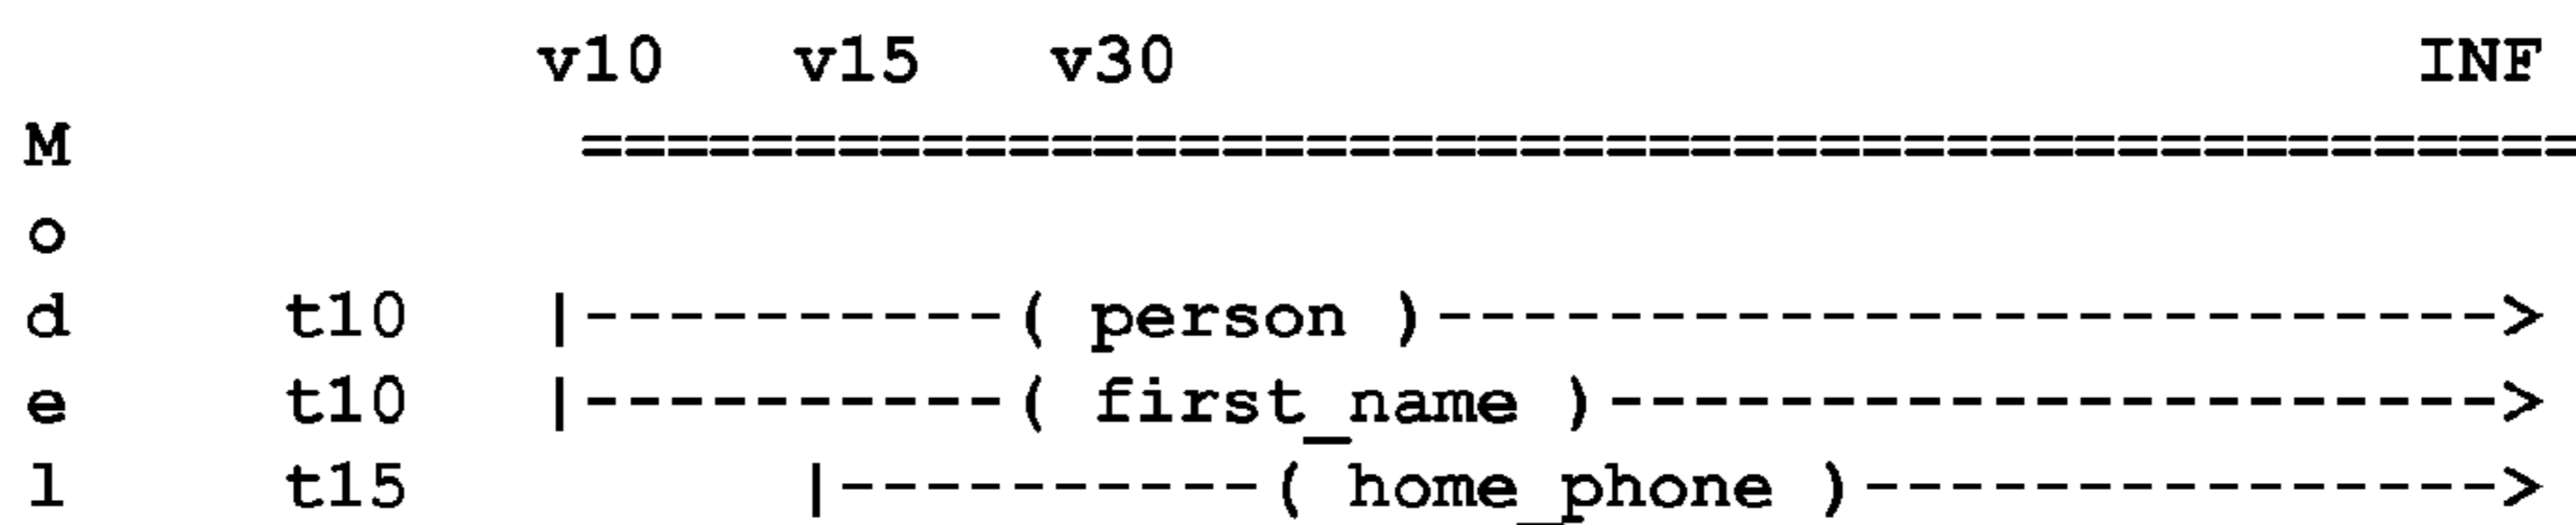 v10   v15   v30                             INF
M             ===============================================
o
d     t10    |----------( person )------------------------->
e     t10    |----------( first_name )--------------------->
l     t15          |----------( home_phone )--------------->